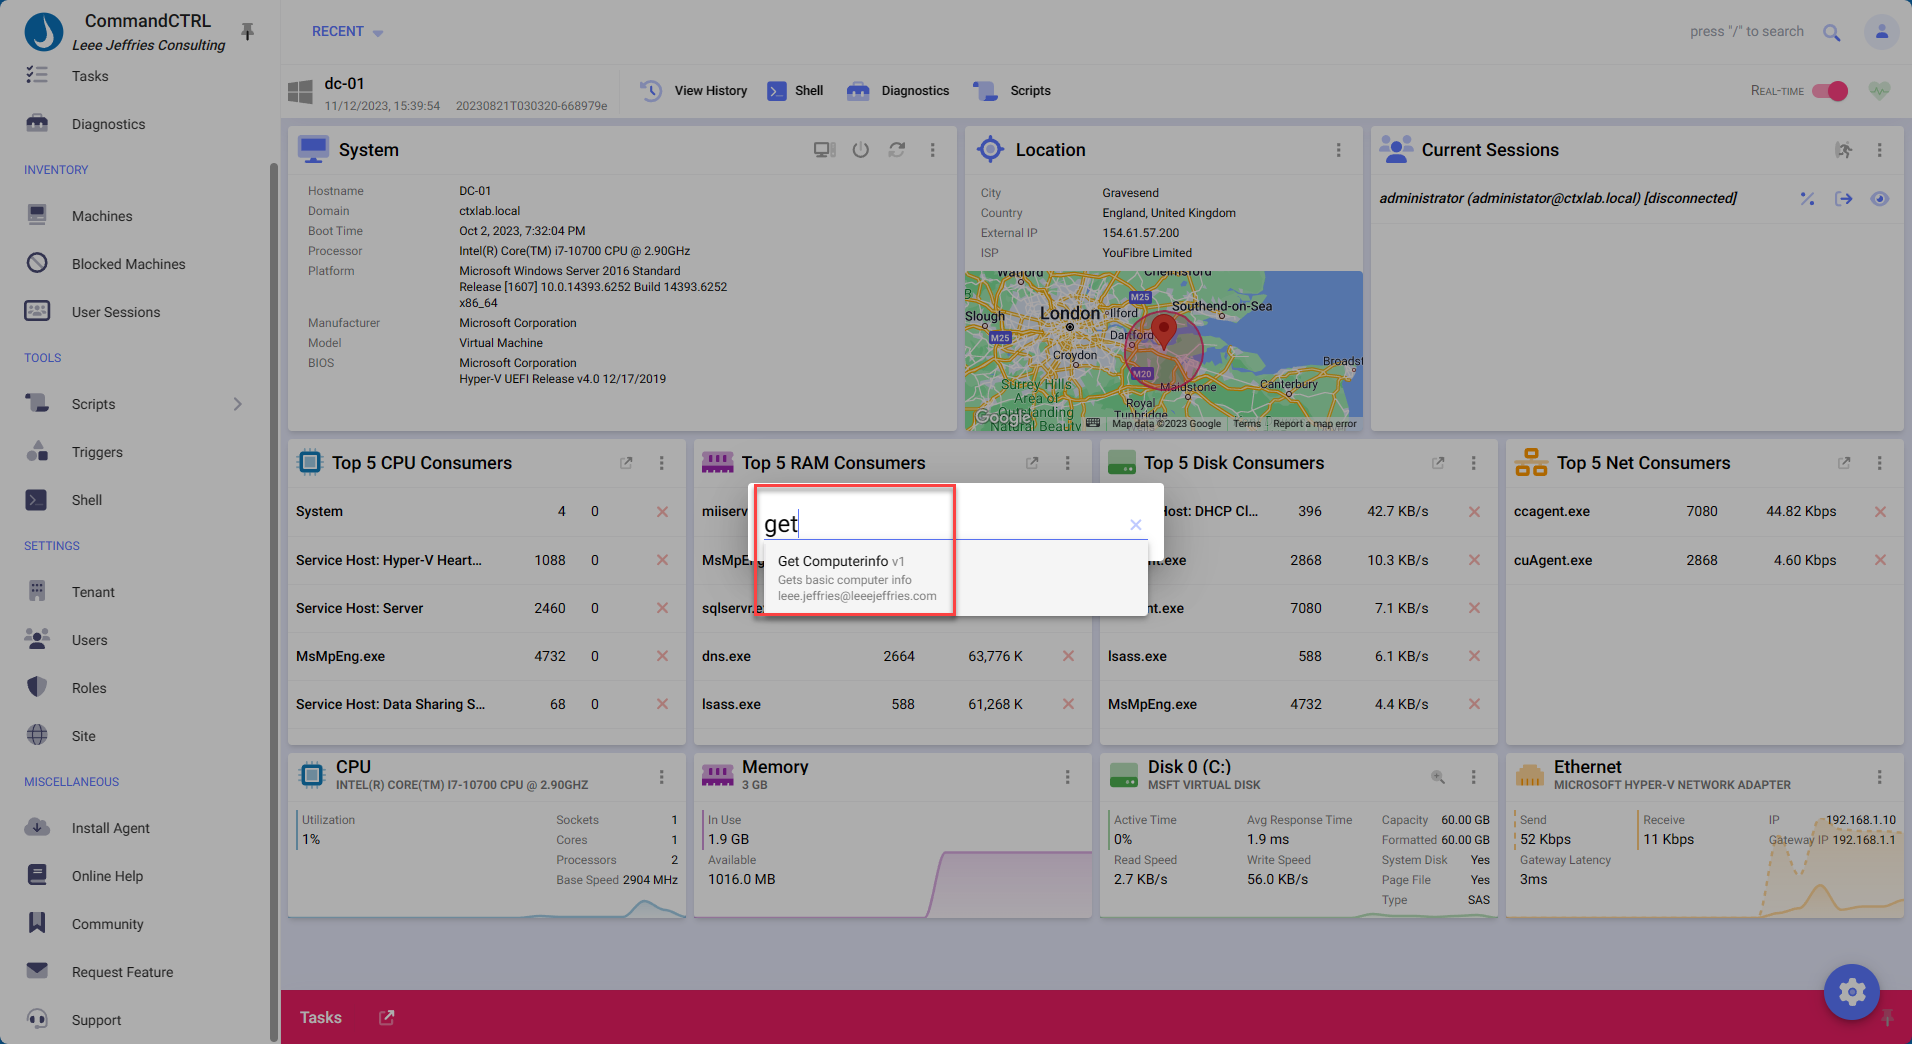 CommandCTRL
Leee Jeffries Consulting
Tasks
Diagnostics
INVENTORY
Machines
Blocked Machines
User Sessions
TOOLS
Scripts
Triggers
Shell
SETTINGS
Tenant
Users
Roles
Site
MISCELLANEOUS
Install Agent
Online Help
Community
Request Feature
Support
RECENT
press "/" to search
dc-01
11/12/2023, 15:39:54 20230821T030320-668979e
View History
Shell
Diagnostics
Scripts
REAL-TIME
System
Hostname DC-01
Domain ctxlab.local
Boot Time Oct 2, 2023, 7:32:04 PM
Processor Intel(R) Core(TM) i7-10700 CPU @ 2.90GHz
Platform Microsoft Windows Server 2016 Standard
Release [1607] 10.0.14393.6252 Build 14393.6252
x86_64
Manufacturer Microsoft Corporation
Model Virtual Machine
BIOS Microsoft Corporation
Hyper-V UEFI Release v4.0 12/17/2019
Location
City Gravesend
Country England, United Kingdom
External IP 154.61.57.200
ISP YouFibre Limited
Watford
Chelmsford
M25
Southend-on-Sea
Slough
London
Ilford
M25
Dartford
Croydon
Broadst
M20
Surrey Hills
Area of
Outstanding
Natural Beauty
Maidstone
Canterbury
Royal
Tunbridge
Google
Map data ©2023 Google
Terms
Report a map error
Current Sessions
administrator (administator@ctxlab.local) [disconnected]
Top 5 CPU Consumers
System 4 0
Service Host: Hyper-V Heart... 1088 0
Service Host: Server 2460 0
MsMpEng.exe 4732 0
Service Host: Data Sharing S... 68 0
Top 5 RAM Consumers
miiserv
MsMpEng
sqlservr.e
dns.exe 2664 63,776 K
lsass.exe 588 61,268 K
get
Get Computerinfo v1
Gets basic computer info
leee.jeffries@leeejeffries.com
Top 5 Disk Consumers
Host: DHCP Cl... 396 42.7 KB/s
nt.exe 2868 10.3 KB/s
nt.exe 7080 7.1 KB/s
lsass.exe 588 6.1 KB/s
MsMpEng.exe 4732 4.4 KB/s
Top 5 Net Consumers
ccagent.exe 7080 44.82 Kbps
cuAgent.exe 2868 4.60 Kbps
CPU
INTEL(R) CORE(TM) I7-10700 CPU @ 2.90GHZ
Utilization
1%
Sockets 1
Cores 1
Processors 2
Base Speed 2904 MHz
Memory
3 GB
In Use
1.9 GB
Available
1016.0 MB
Disk 0 (C:)
MSFT VIRTUAL DISK
Active Time
0%
Avg Response Time
1.9 ms
Read Speed
2.7 KB/s
Write Speed
56.0 KB/s
Capacity 60.00 GB
Formatted 60.00 GB
System Disk Yes
Page File Yes
Type SAS
Ethernet
MICROSOFT HYPER-V NETWORK ADAPTER
Send
52 Kbps
Receive
11 Kbps
IP 192.168.1.10
Gateway IP 192.168.1.1
Gateway Latency
3ms
Tasks